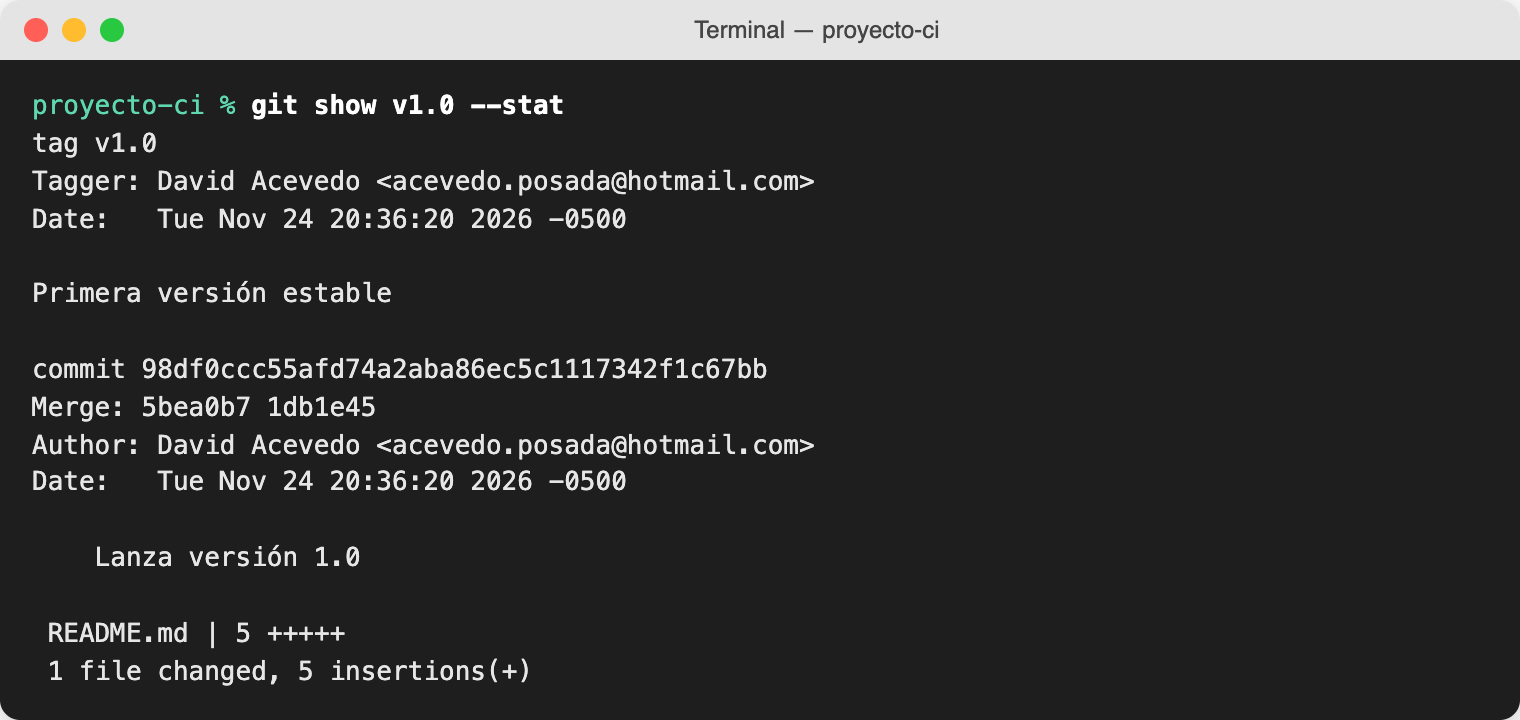 Terminal — proyecto-ci
proyecto-ci % git show v1.0 --stat
tag v1.0
Tagger: David Acevedo <acevedo.posada@hotmail.com>
Date:   Tue Nov 24 20:36:20 2026 -0500
Primera versión estable
commit 98df0ccc55afd74a2aba86ec5c1117342f1c67bb
Merge: 5bea0b7 1db1e45
Author: David Acevedo <acevedo.posada@hotmail.com>
Date:   Tue Nov 24 20:36:20 2026 -0500
Lanza versión 1.0
README.md | 5 +++++
1 file changed, 5 insertions(+)